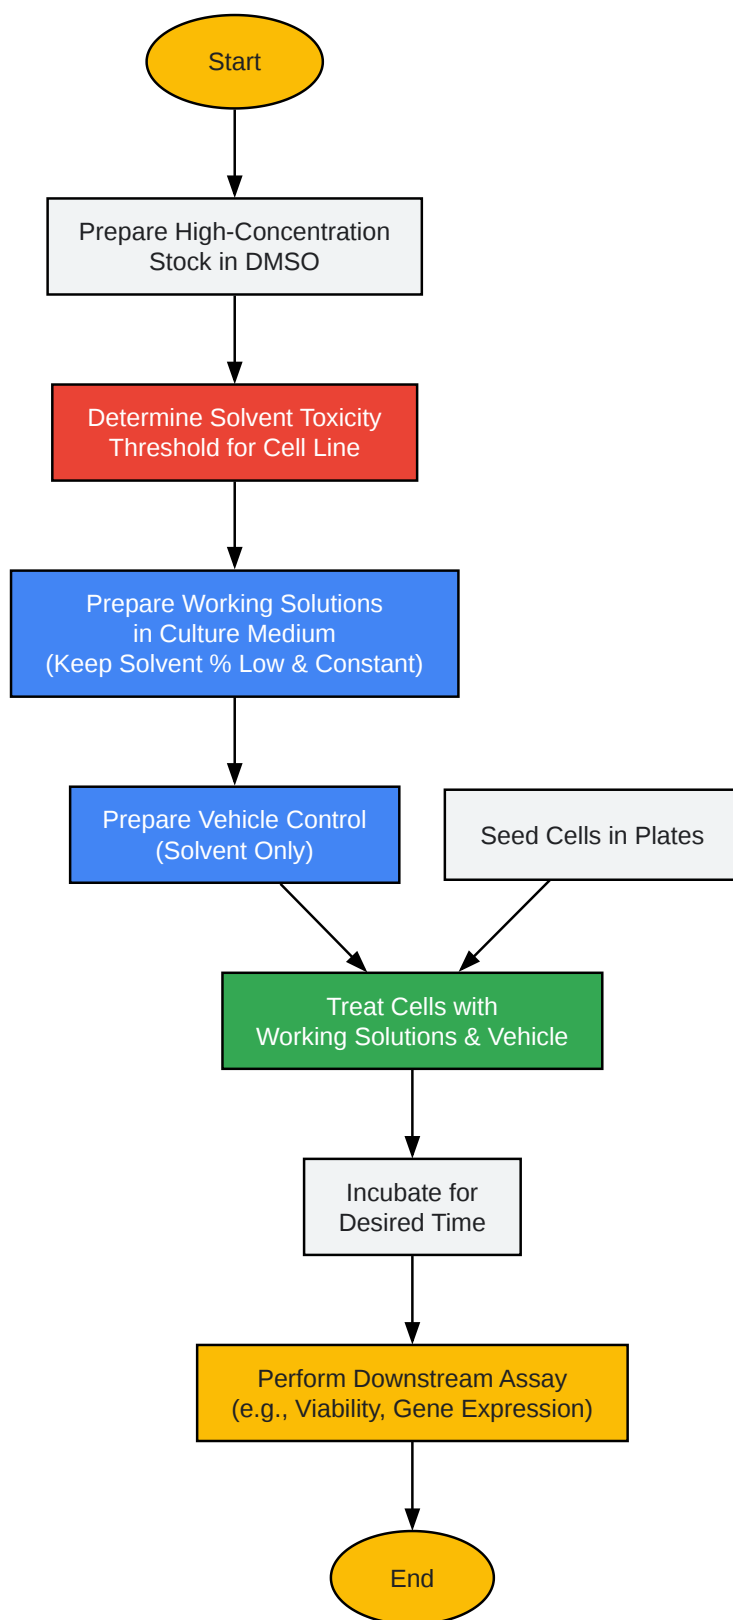 Start
Prepare High-Concentration
Stock in DMSO
Determine Solvent Toxicity
Threshold for Cell Line
Prepare Working Solutions
in Culture Medium
(Keep Solvent % Low & Constant)
Prepare Vehicle Control
(Solvent Only)
Seed Cells in Plates
Treat Cells with
Working Solutions & Vehicle
Incubate for
Desired Time
Perform Downstream Assay
(e.g., Viability, Gene Expression)
End